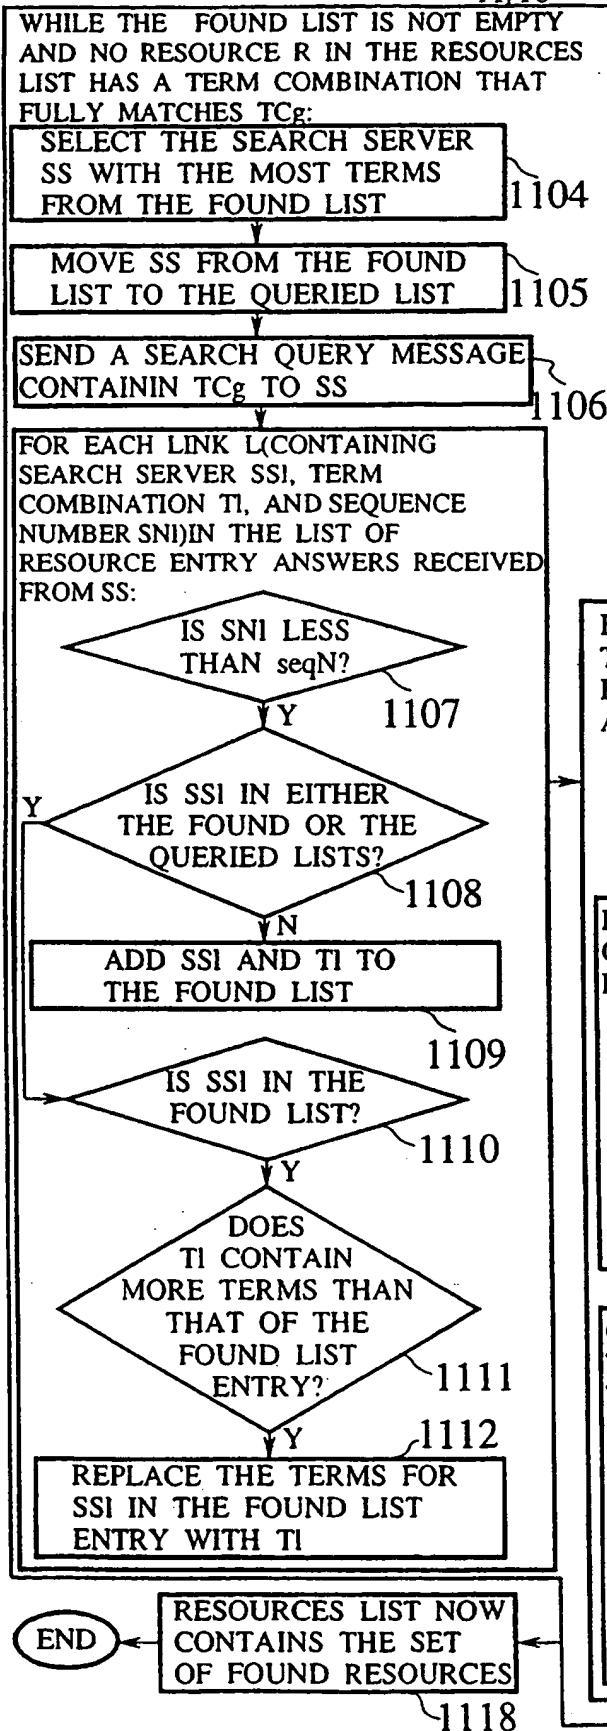 WHILE THE FOUND LIST IS NOT EMPTY
AND NO RESOURCE R IN THE RESOURCES
LIST HAS A TERM COMBINATION THAT
FULLY MATCHES TCg:
SELECT THE SEARCH SERVER
SS WITH THE MOST TERMS
FROM THE FOUND LIST
1104
MOVE SS FROM THE FOUND
LIST TO THE QUERIED LIST
1105
SEND A SEARCH QUERY MESSAGE
CONTAININ TCg TO SS
1106
FOR EACH LINK L(CONTAINING
SEARCH SERVER SSl, TERM
COMBINATION Tl, AND SEQUENCE
NUMBER SNl)IN THE LIST OF
RESOURCE ENTRY ANSWERS RECEIVED
FROM SS:
IS SNl LESS
THAN seqN?
1107
Y
IS SSl IN EITHER
THE FOUND OR THE
QUERIED LISTS?
Y
1108
N
ADD SSl AND Tl TO
THE FOUND LIST
1109
IS SSl IN THE
FOUND LIST?
1110
Y
DOES
Tl CONTAIN
MORE TERMS THAN
THAT OF THE
FOUND LIST
ENTRY?
1111
Y
1112
REPLACE THE TERMS FOR
SSl IN THE FOUND LIST
ENTRY WITH Tl
END
RESOURCES LIST NOW
CONTAINS THE SET
OF FOUND RESOURCES
1118